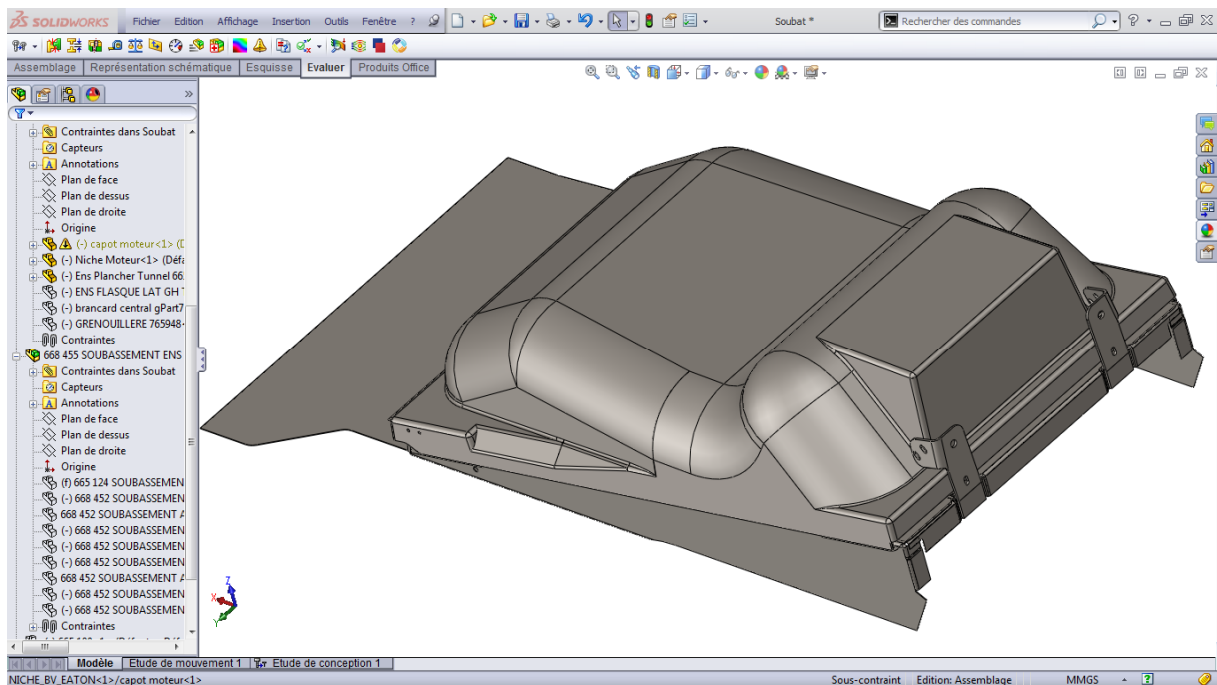 SOLIDWORKS Fichier Edition Affichage Insertion Outils Fenêtre ? Soubat * Rechercher des commandes ?
Assemblage Représentation schématique Esquisse Evaluer Produits Office
Contraintes dans Soubat
Capteurs
Annotations
Plan de face
Plan de dessus
Plan de droite
Origine
(-) capot moteur<1> (D
(-) Niche Moteur<1> (Défa
(-) Ens Plancher Tunnel 66
(-) ENS FLASQUE LAT GH
(-) brancard central gPart7
(-) GRENOUILLERE 765948-
Contraintes
668 455 SOUBASSEMENT ENS
Contraintes dans Soubat
Capteurs
Annotations
Plan de face
Plan de dessus
Plan de droite
Origine
(f) 665 124 SOUBASSEMEN
(-) 668 452 SOUBASSEMEN
668 452 SOUBASSEMENT A
(-) 668 452 SOUBASSEMEN
(-) 668 452 SOUBASSEMEN
(-) 668 452 SOUBASSEMEN
668 452 SOUBASSEMENT A
(-) 668 452 SOUBASSEMEN
(-) 668 452 SOUBASSEMEN
Contraintes
Z
X
Y
Modèle Etude de mouvement 1 Etude de conception 1
NICHE_BV_EATON<1>/capot moteur<1> Sous-contraint Edition: Assemblage MMGS ?